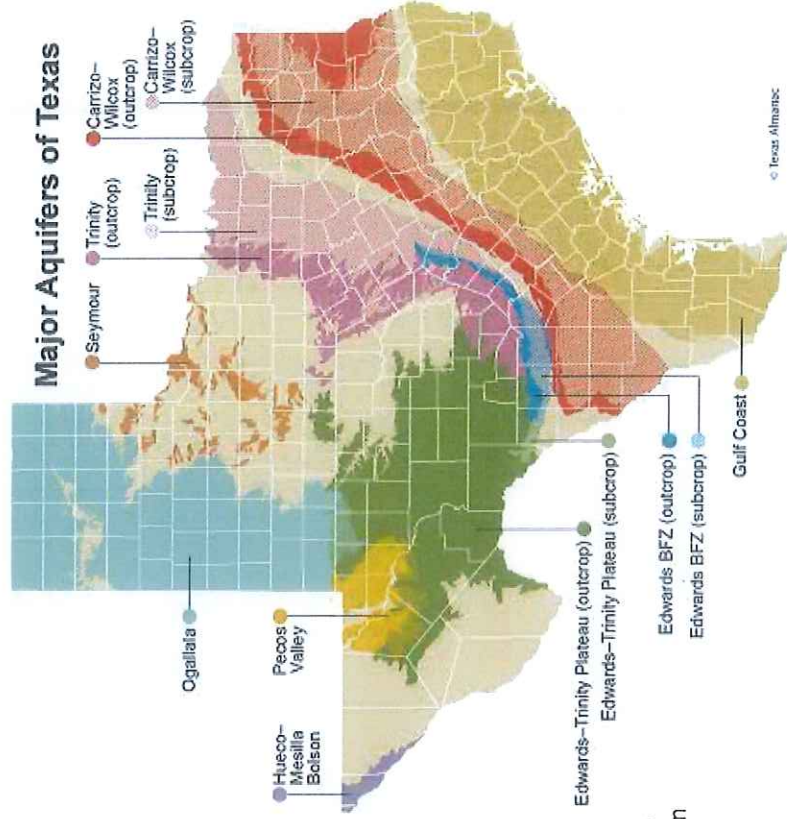 Major Aquifers of Texas
Seymour
Trinity
(outcrop)
Trinity
(subcrop)
Carrizo–
Wilcox
(outcrop)
Carrizo–
Wilcox
(subcrop)
Ogallala
Pecos
Valley
Hueco–
Mesilla
Bolson
Edwards–Trinity Plateau (outcrop)
Edwards–Trinity Plateau (subcrop)
Edwards BFZ (outcrop)
Edwards BFZ (subcrop)
Gulf Coast
© Texas Almanac
n